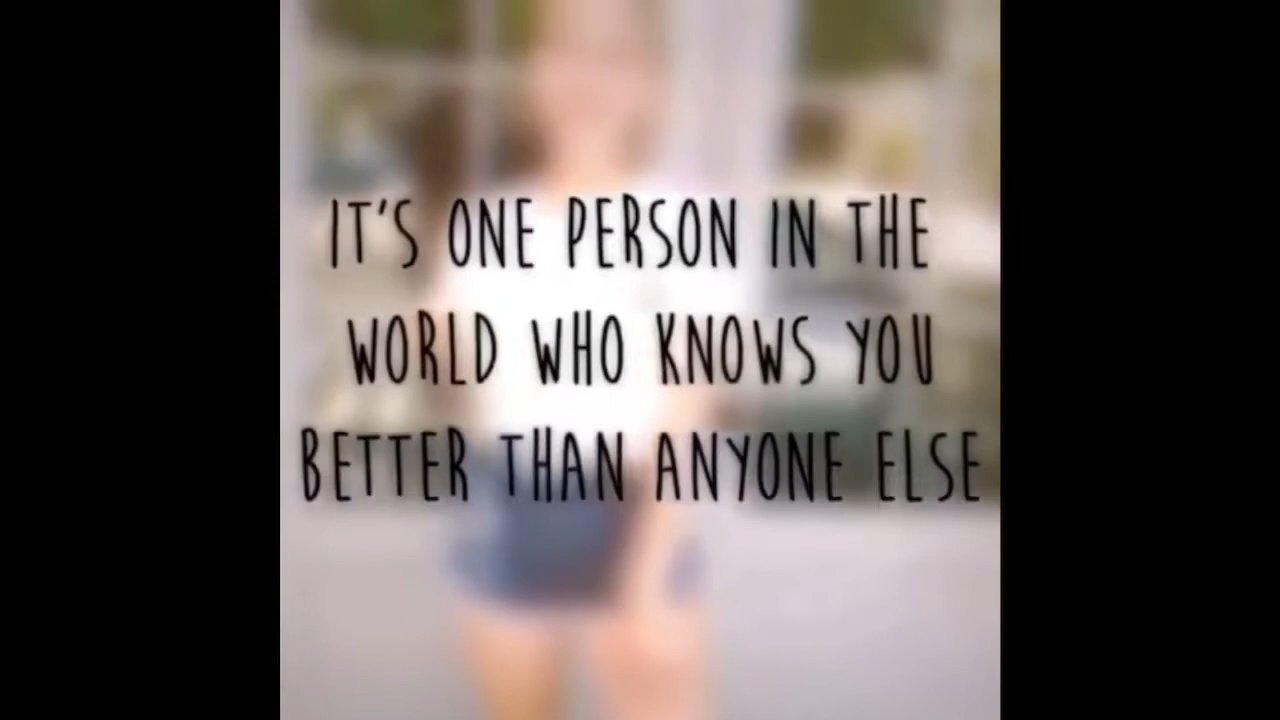 IT'S ONE PERSON IN THE
WORLD WHO KNOWS YOU
BETTER THAN ANYONE ELSE